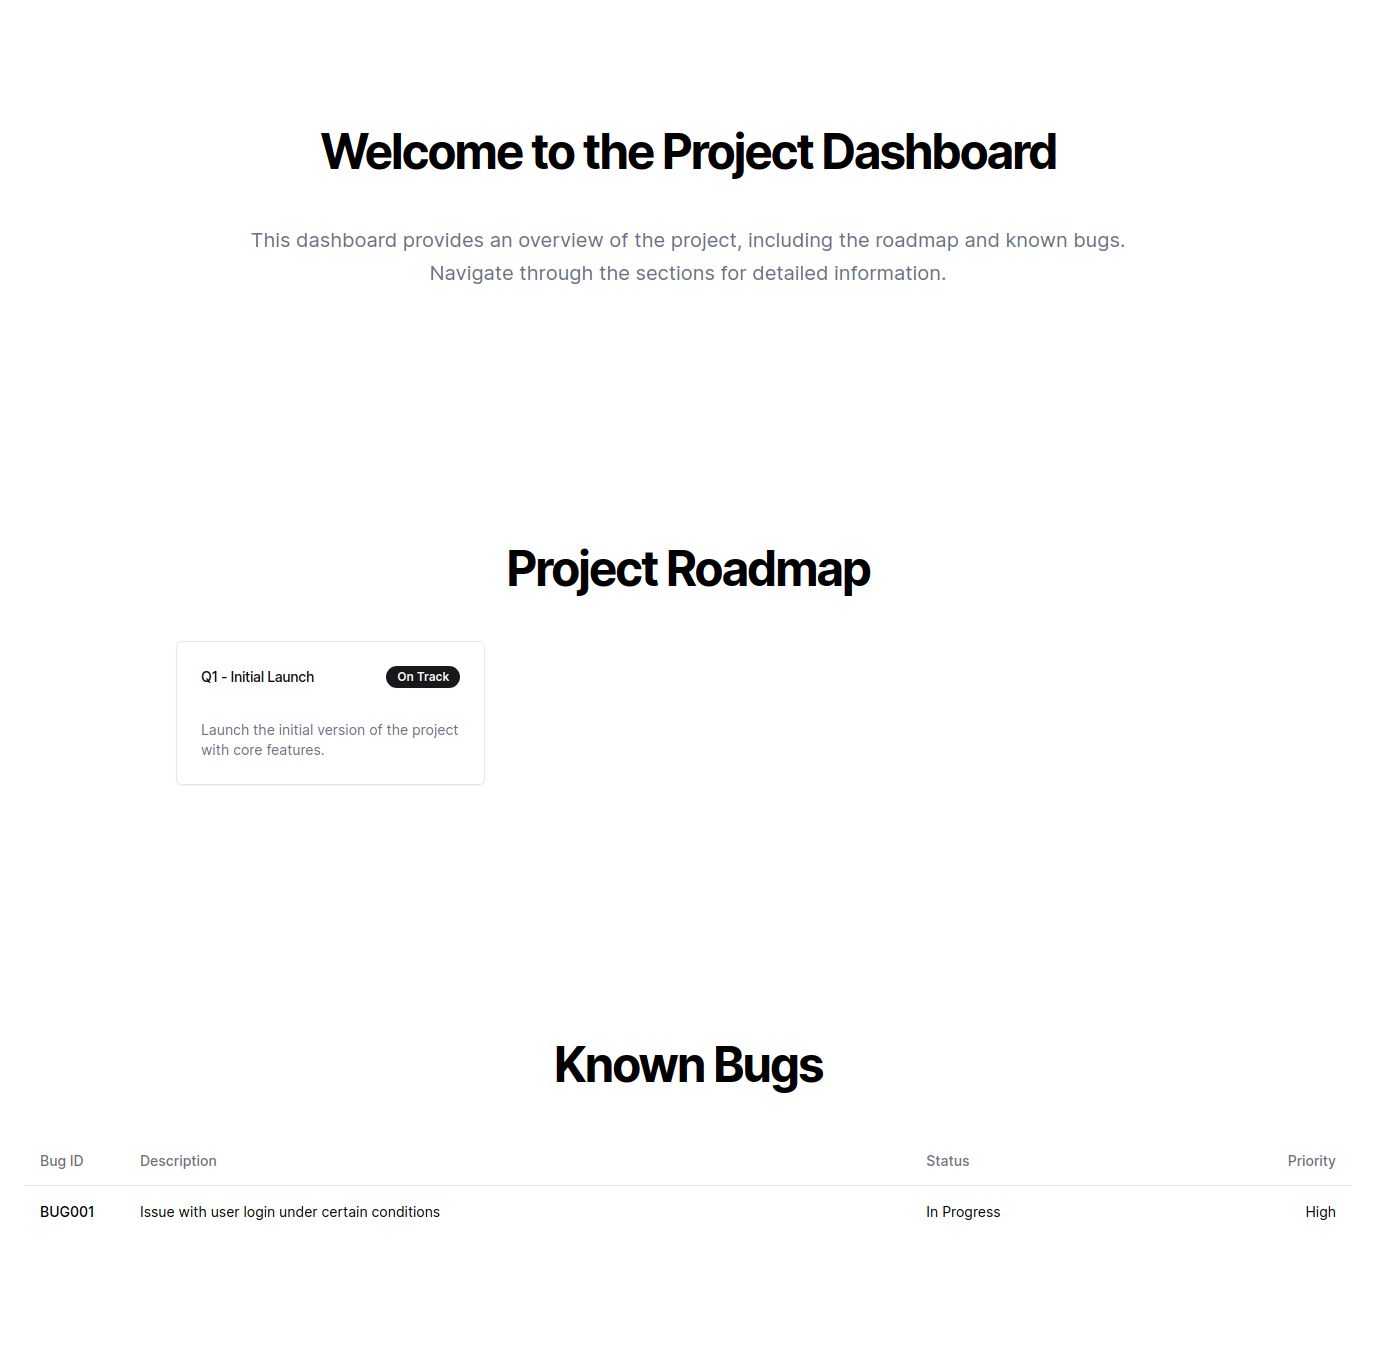 Welcome to the Project Dashboard
This dashboard provides an overview of the project, including the roadmap and known bugs.
Navigate through the sections for detailed information.
Project Roadmap
Q1 - Initial Launch On Track
Launch the initial version of the project
with core features.
Known Bugs
Bug ID Description Status Priority
BUG001 Issue with user login under certain conditions In Progress High